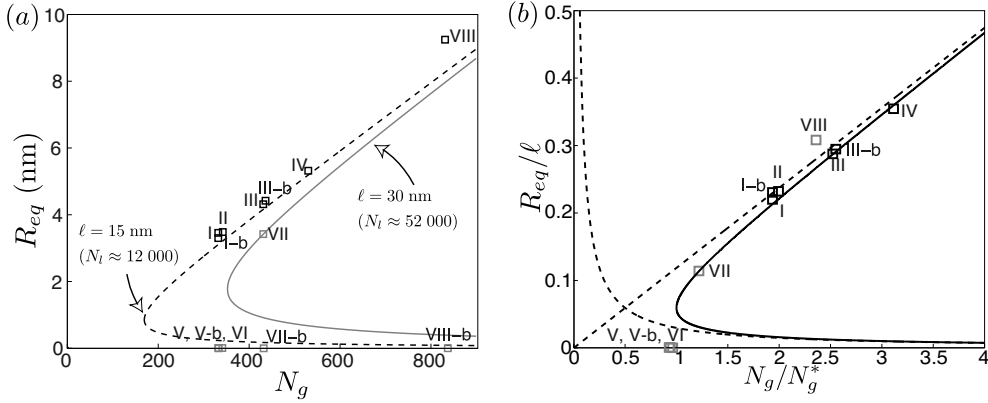 (a)
10
8
6
4
2
0
R_eq (nm)
VIII
IV
III-b
III
II
I
I-b
VII
ℓ = 15 nm
(N_l ≈ 12 000)
ℓ = 30 nm
(N_l ≈ 52 000)
V, V-b, VI
VII-b
VIII-b
0 200 400 600 800
N_g
(b)
0.5
0.4
0.3
0.2
0.1
0
R_eq/ℓ
VIII
IV
III-b
III
II
I-b
I
VII
V, V-b, VI
0 0.5 1 1.5 2 2.5 3 3.5 4
N_g/N_g^*